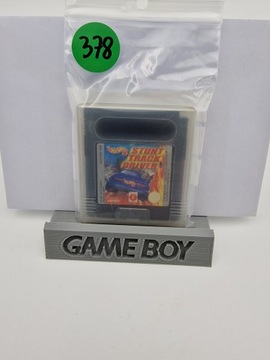 378
Hot Wheels
STUNT
TRACK
DRIVER
GAME BOY